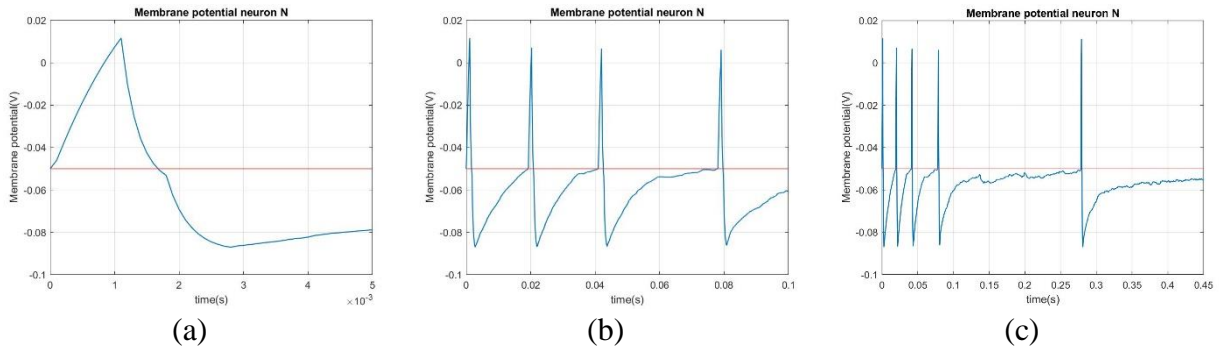 Membrane potential neuron N
0.02
0
-0.02
-0.04
-0.06
-0.08
-0.1
Membrane potential(V)
0 1 2 3 4 5
×10⁻³
time(s)
(a)
Membrane potential neuron N
0.02
0
-0.02
-0.04
-0.06
-0.08
-0.1
Membrane potential(V)
0 0.02 0.04 0.06 0.08 0.1
time(s)
(b)
Membrane potential neuron N
0.02
0
-0.02
-0.04
-0.06
-0.08
-0.1
Membrane potential(V)
0 0.05 0.1 0.15 0.2 0.25 0.3 0.35 0.4 0.45
time(s)
(c)